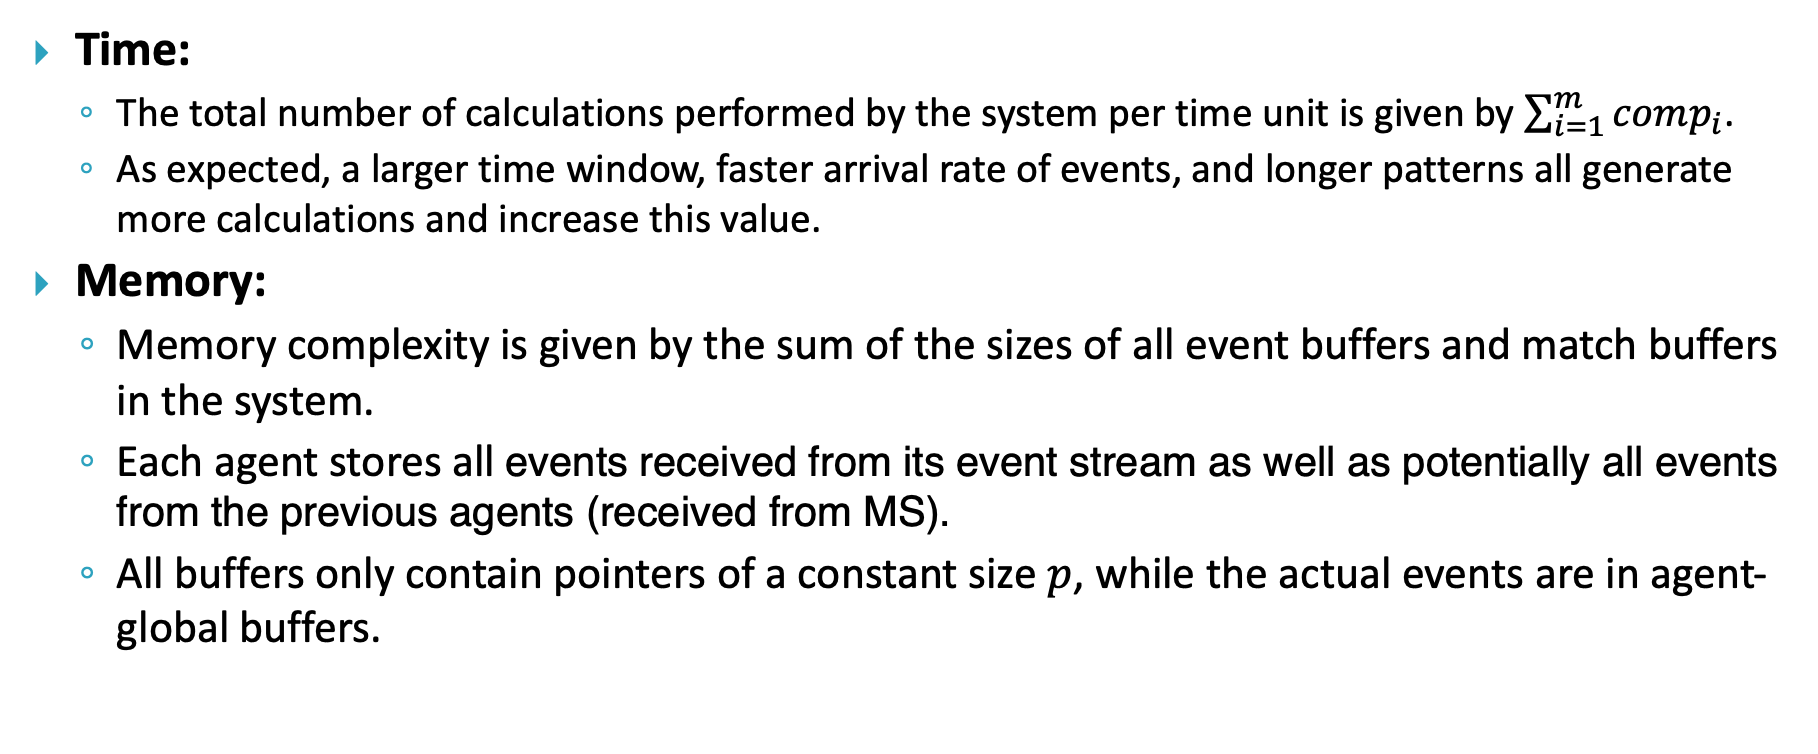 Time:
The total number of calculations performed by the system per time unit is given by $\sum_{i=1}^{m} comp_i$.
As expected, a larger time window, faster arrival rate of events, and longer patterns all generate
more calculations and increase this value.
Memory:
Memory complexity is given by the sum of the sizes of all event buffers and match buffers
in the system.
Each agent stores all events received from its event stream as well as potentially all events
from the previous agents (received from MS).
All buffers only contain pointers of a constant size $p$, while the actual events are in agent-
global buffers.